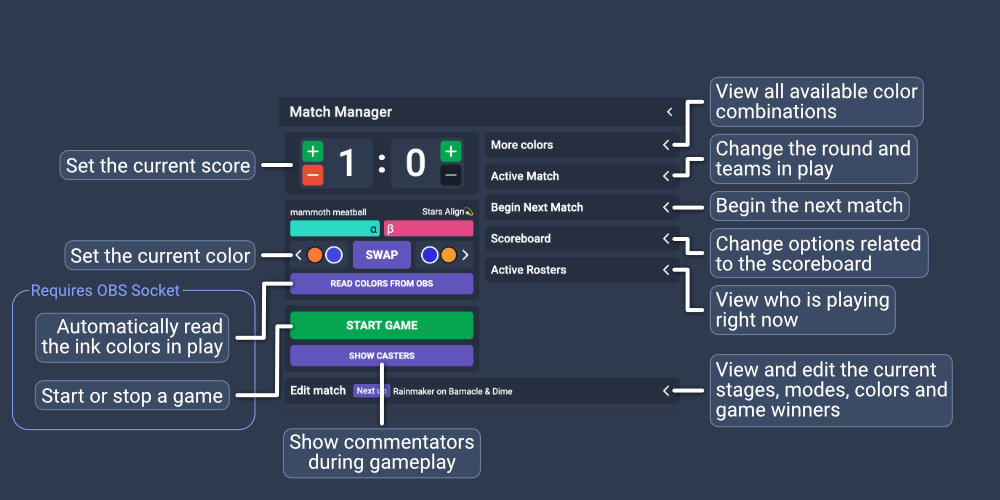 View all available color
combinations
Match Manager
Set the current score
+
−
1 : 0
+
−
More colors
Active Match
Change the round and
teams in play
Begin Next Match
Begin the next match
mammoth meatball
Stars Align💫
α
β
Set the current color
SWAP
Scoreboard
Change options related
to the scoreboard
Active Rosters
View who is playing
right now
READ COLORS FROM OBS
Requires OBS Socket
Automatically read
the ink colors in play
START GAME
SHOW CASTERS
Start or stop a game
Edit match
Next up
Rainmaker on Barnacle & Dime
View and edit the current
stages, modes, colors and
game winners
Show commentators
during gameplay